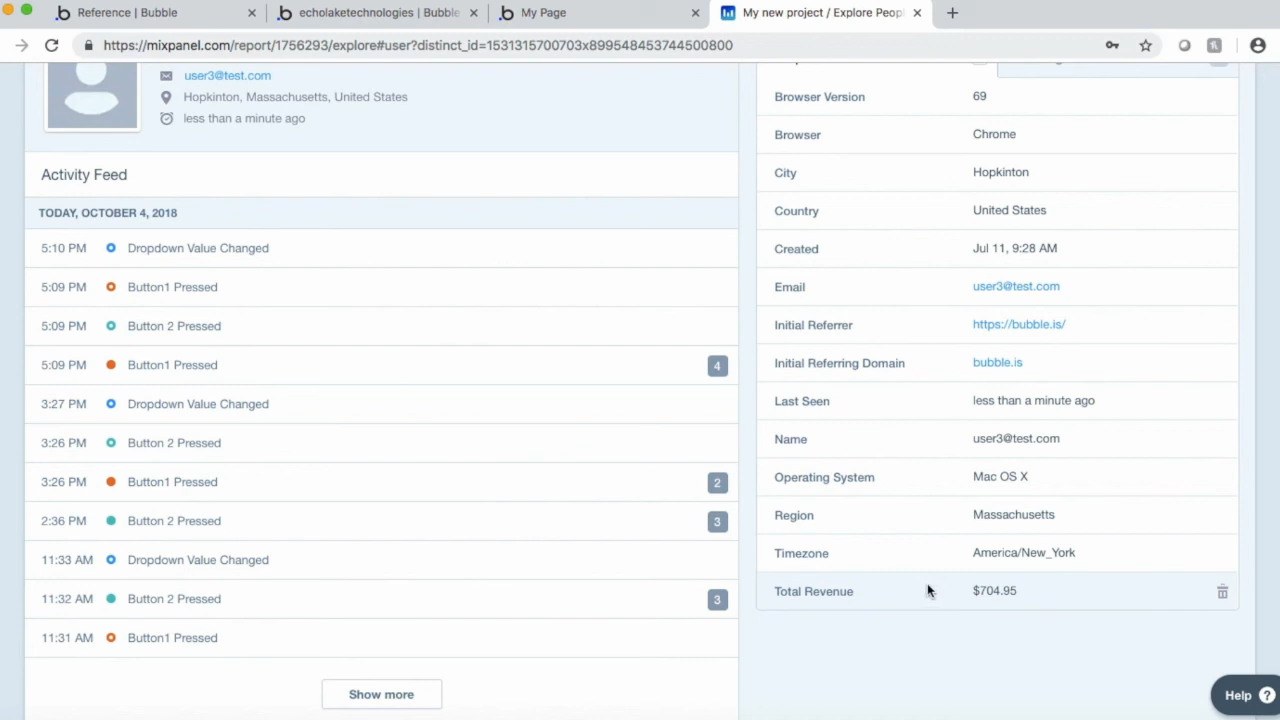 Reference | Bubble
echolaketechnologies | Bubble
My Page
My new project / Explore Peopl
https://mixpanel.com/report/1756293/explore#user?distinct_id=1531315700703x899548453744500800
user3@test.com
Hopkinton, Massachusetts, United States
less than a minute ago
Activity Feed
TODAY, OCTOBER 4, 2018
5:10 PM Dropdown Value Changed
5:09 PM Button1 Pressed
5:09 PM Button 2 Pressed
5:09 PM Button1 Pressed 4
3:27 PM Dropdown Value Changed
3:26 PM Button 2 Pressed
3:26 PM Button1 Pressed 2
2:36 PM Button 2 Pressed 3
11:33 AM Dropdown Value Changed
11:32 AM Button 2 Pressed 3
11:31 AM Button1 Pressed
Show more
Browser Version 69
Browser Chrome
City Hopkinton
Country United States
Created Jul 11, 9:28 AM
Email user3@test.com
Initial Referrer https://bubble.is/
Initial Referring Domain bubble.is
Last Seen less than a minute ago
Name user3@test.com
Operating System Mac OS X
Region Massachusetts
Timezone America/New_York
Total Revenue $704.95
Help ?